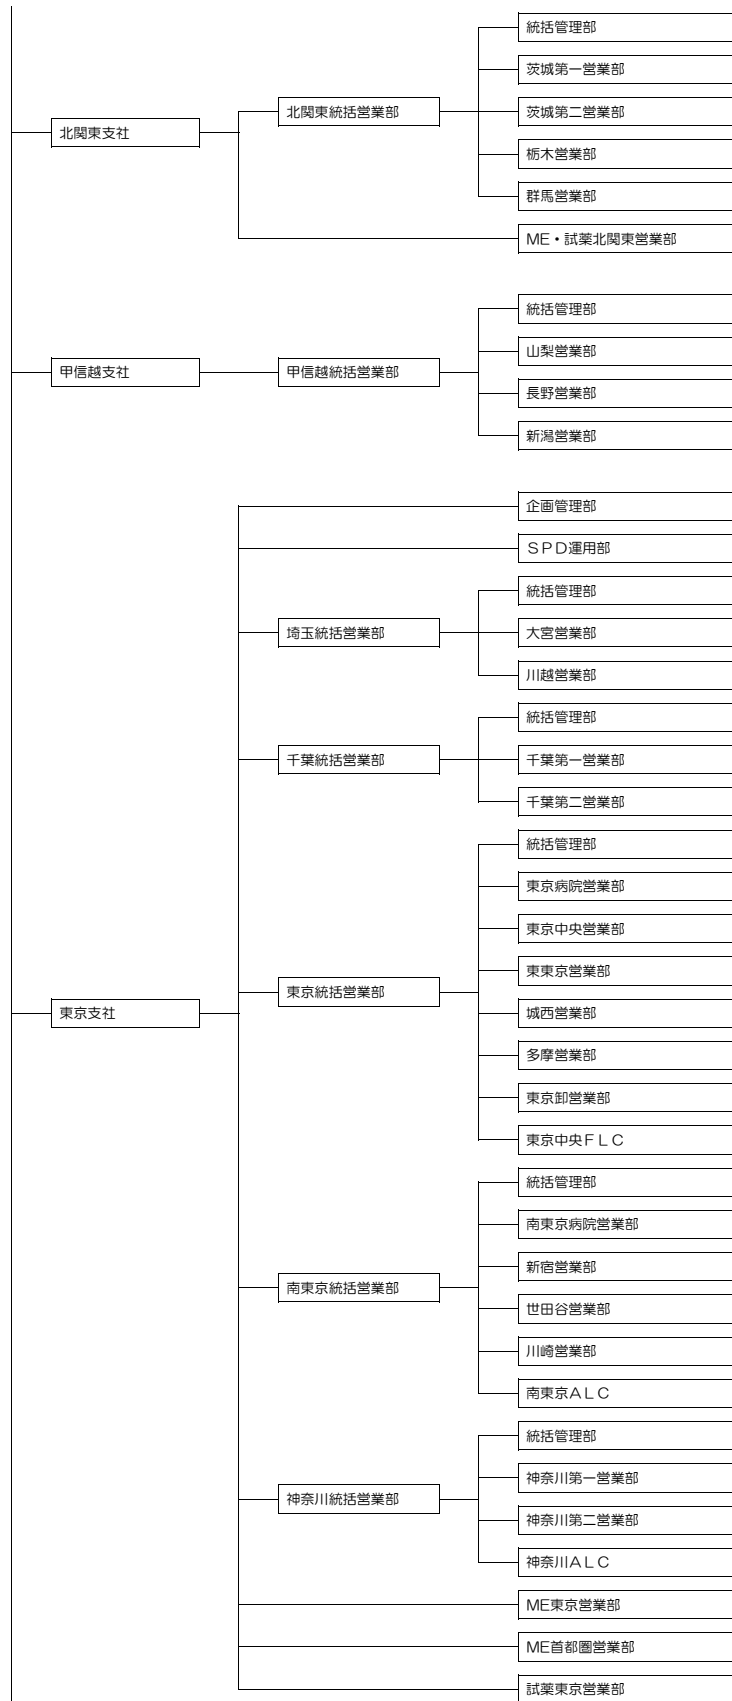 統括管理部
茨城第一営業部
北関東統括営業部
茨城第二営業部
北関東支社
栃木営業部
群馬営業部
ME・試薬北関東営業部
統括管理部
山梨営業部
甲信越支社
甲信越統括営業部
長野営業部
新潟営業部
企画管理部
ＳＰＤ運用部
統括管理部
埼玉統括営業部
大宮営業部
川越営業部
統括管理部
千葉統括営業部
千葉第一営業部
千葉第二営業部
統括管理部
東京病院営業部
東京中央営業部
東東京営業部
東京統括営業部
東京支社
城西営業部
多摩営業部
東京卸営業部
東京中央ＦＬＣ
統括管理部
南東京病院営業部
新宿営業部
南東京統括営業部
世田谷営業部
川崎営業部
南東京ＡＬＣ
統括管理部
神奈川第一営業部
神奈川統括営業部
神奈川第二営業部
神奈川ＡＬＣ
ME東京営業部
ME首都圏営業部
試薬東京営業部